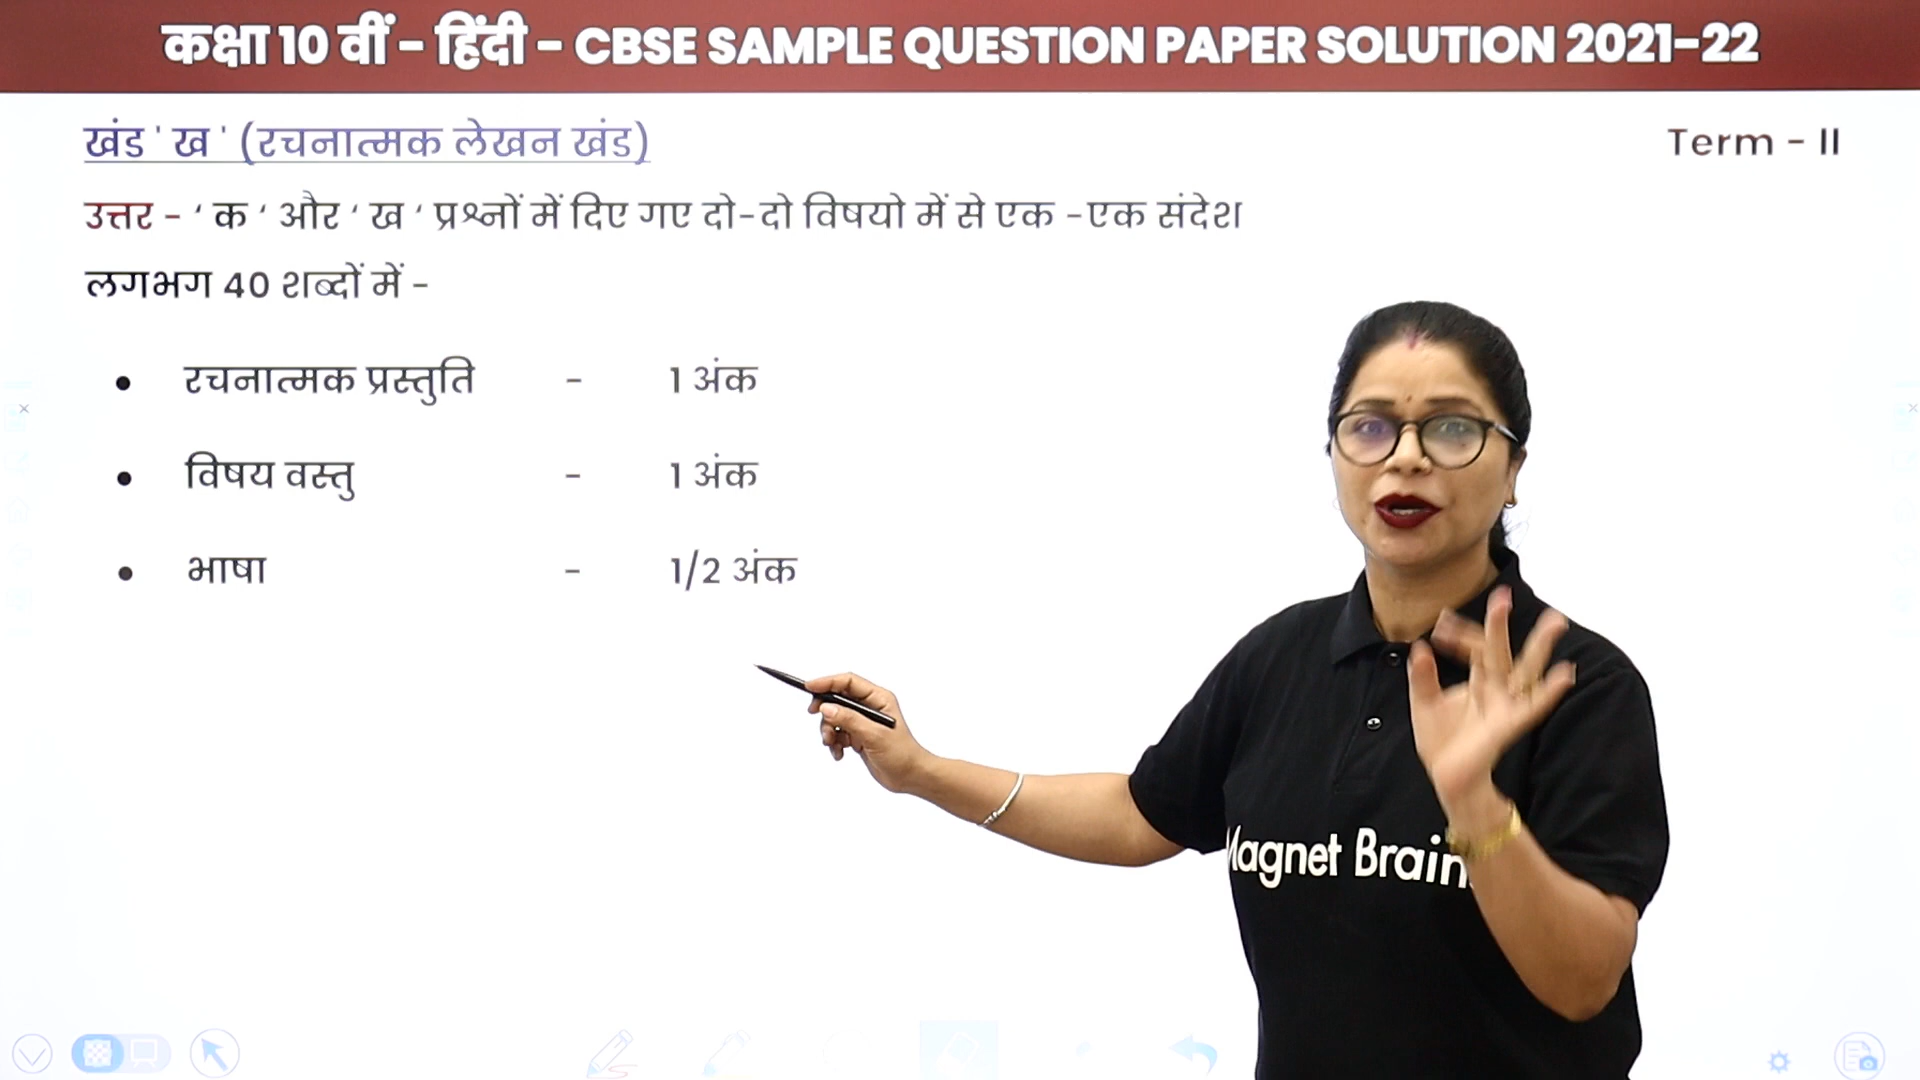 कक्षा 10 वीं - हिंदी - CBSE SAMPLE QUESTION PAPER SOLUTION 2021-22
खंड ' ख ' (रचनात्मक लेखन खंड)
Term - II
उत्तर - ‘ क ‘ और ‘ ख ‘ प्रश्नों में दिए गए दो-दो विषयो में से एक -एक संदेश
लगभग 40 शब्दों में -
• रचनात्मक प्रस्तुति - 1 अंक
• विषय वस्तु - 1 अंक
• भाषा - 1/2 अंक
Magnet Brain